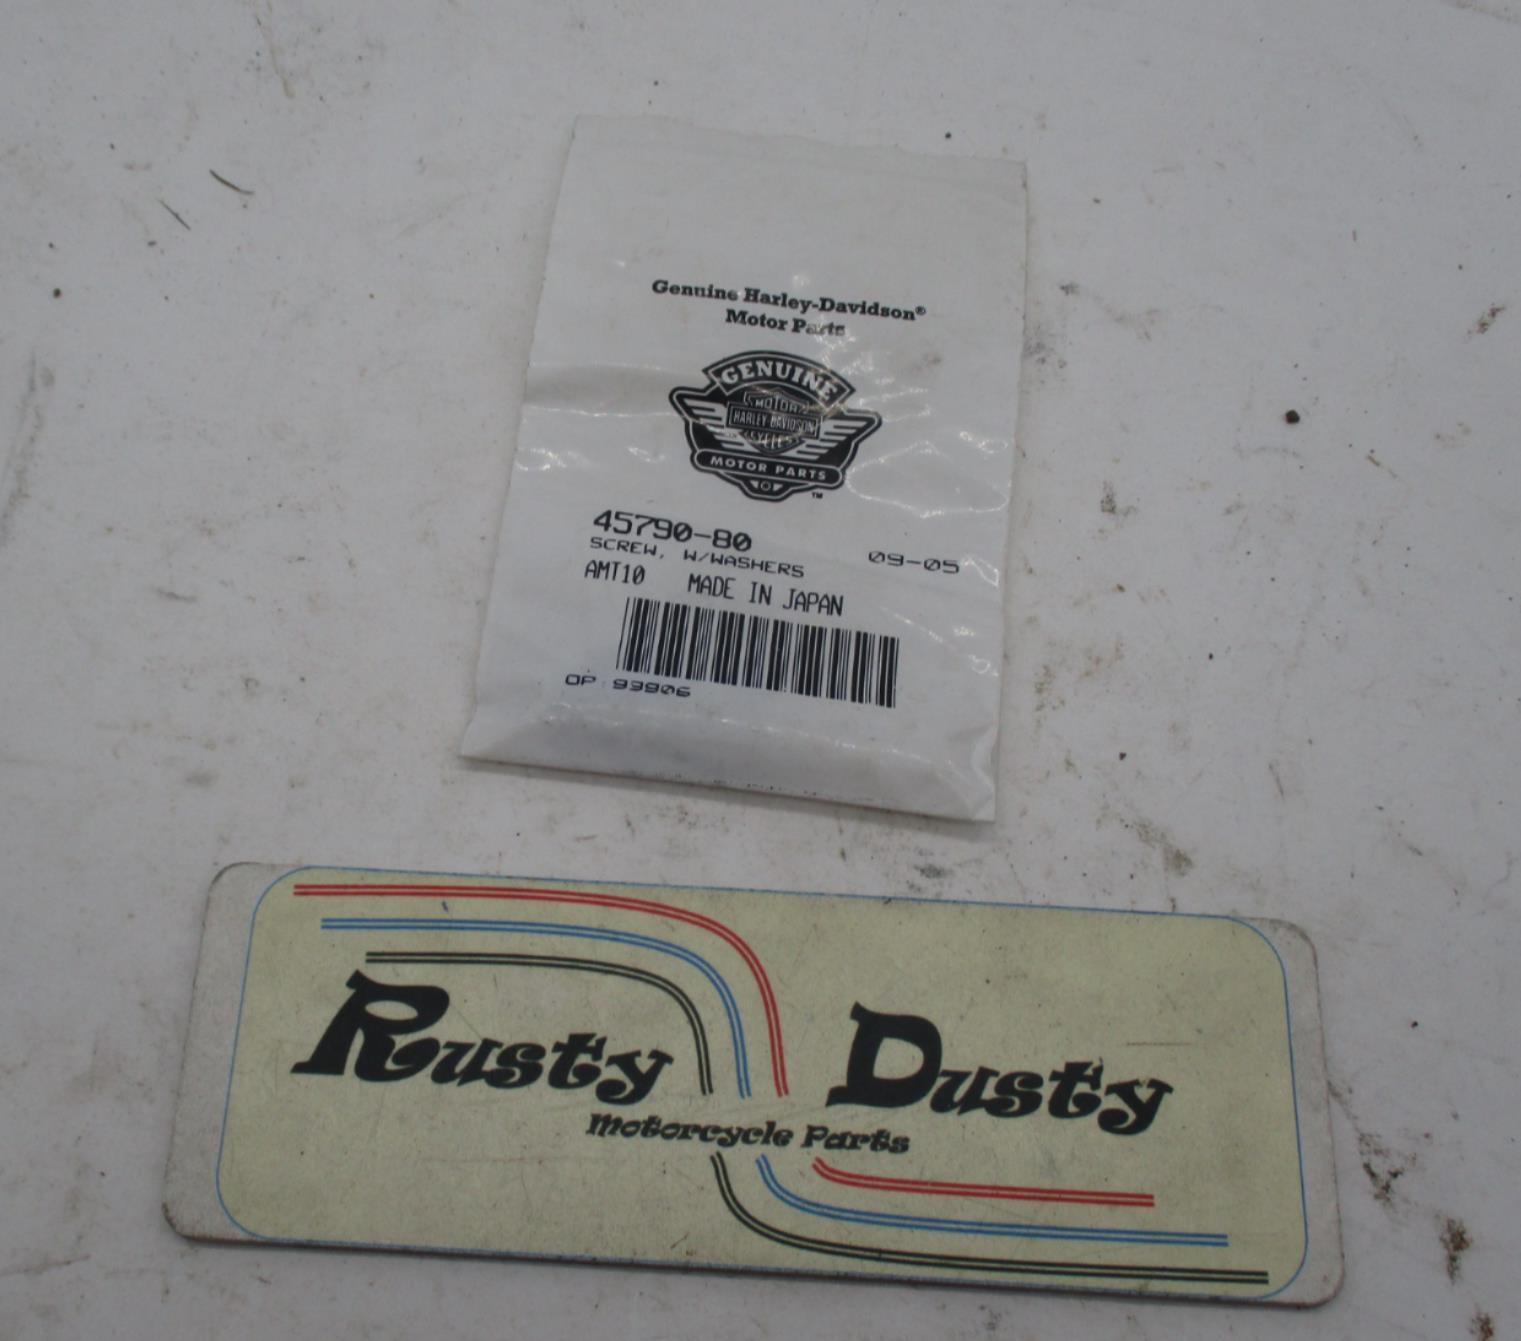 Genuine Harley-Davidson®
Motor Parts
GENUINE
MOTOR
HARLEY-DAVIDSON
CYCLES
MOTOR PARTS
™
45790-80 09-05
SCREW, W/WASHERS
AMT10 MADE IN JAPAN
OP 93906
Rusty Dusty
Motorcycle Parts